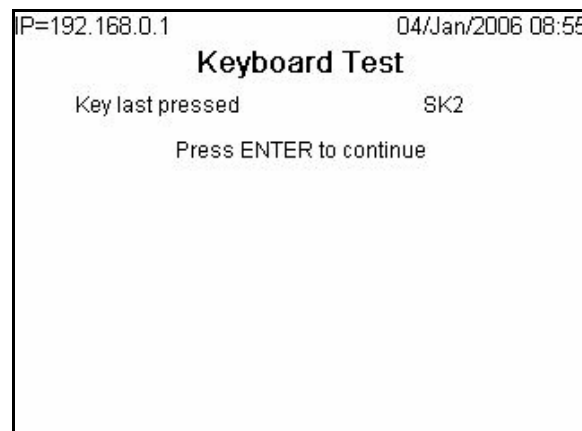 IP=192.168.0.1 04/Jan/2006 08:55
Keyboard Test
Key last pressed SK2
Press ENTER to continue